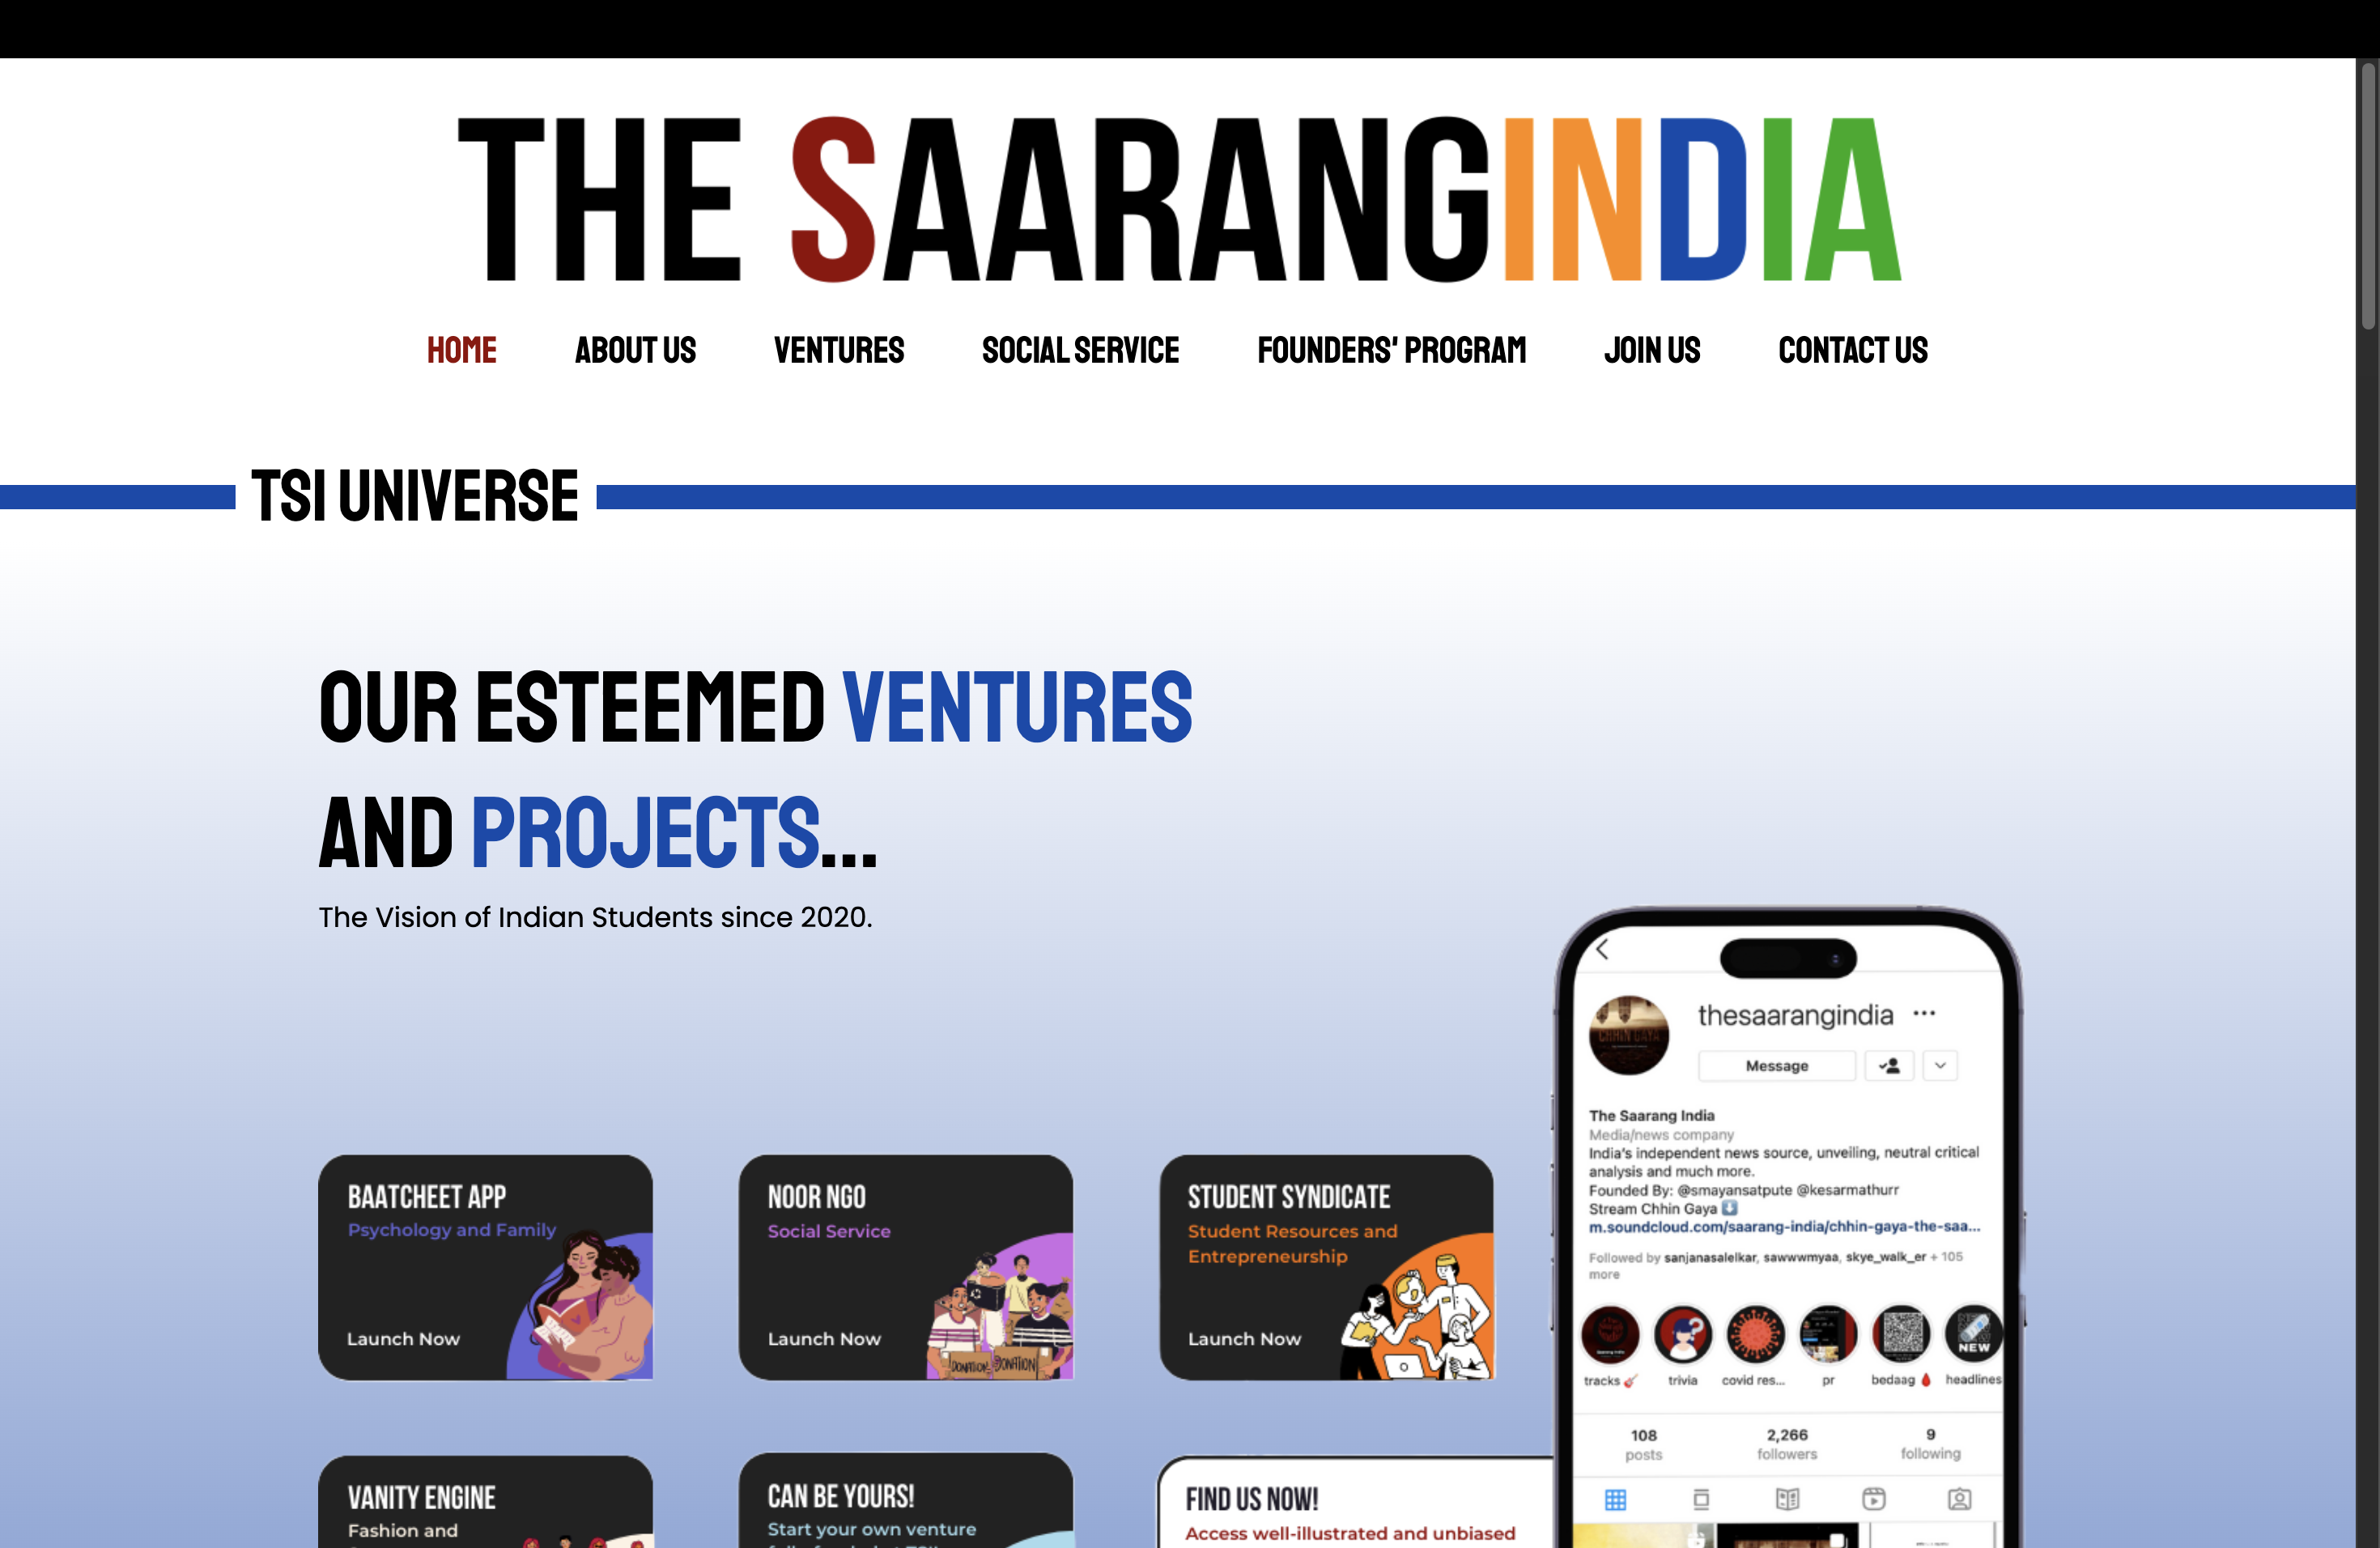 THE SAARANGINDIA
HOME
ABOUT US
VENTURES
SOCIAL SERVICE
FOUNDERS' PROGRAM
JOIN US
CONTACT US
TSI UNIVERSE
OUR ESTEEMED VENTURES
AND PROJECTS...
The Vision of Indian Students since 2020.
BAATCHEET APP
Psychology and Family
Launch Now
NOOR NGO
Social Service
DONATION DONATION
Launch Now
STUDENT SYNDICATE
Student Resources and
Entrepreneurship
Launch Now
VANITY ENGINE
Fashion and
CAN BE YOURS!
Start your own venture
FIND US NOW!
Access well-illustrated and unbiased
CHHIN GAYA
thesaarangindia ...
Message
The Saarang India
Media/news company
India's independent news source, unveiling, neutral critical
analysis and much more.
Founded By: @smayansatpute @kesarmathurr
Stream Chhin Gaya ⬇️
m.soundcloud.com/saarang-india/chhin-gaya-the-saa...
Followed by sanjanasalelkar, sawwwmyaa, skye_walk_er + 105
more
NEW
tracks 🎸 trivia covid res... pr bedaag 🩸 headlines
108 2,266 9
posts followers following